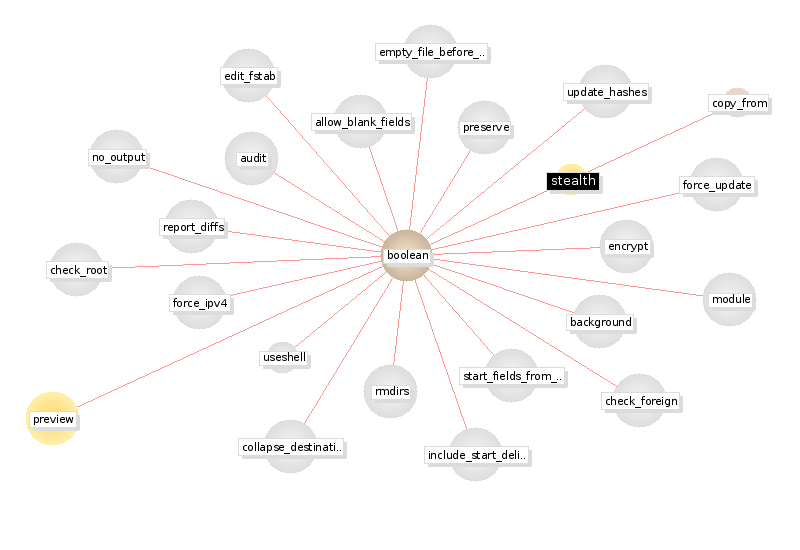 empty_file_before_..
edit_fstab
update_hashes
copy_from
allow_blank_fields
preserve
no_output
audit
stealth
force_update
report_diffs
encrypt
boolean
check_root
force_ipv4
module
background
useshell
start_fields_from_..
rmdirs
check_foreign
preview
collapse_destinati..
include_start_deli..